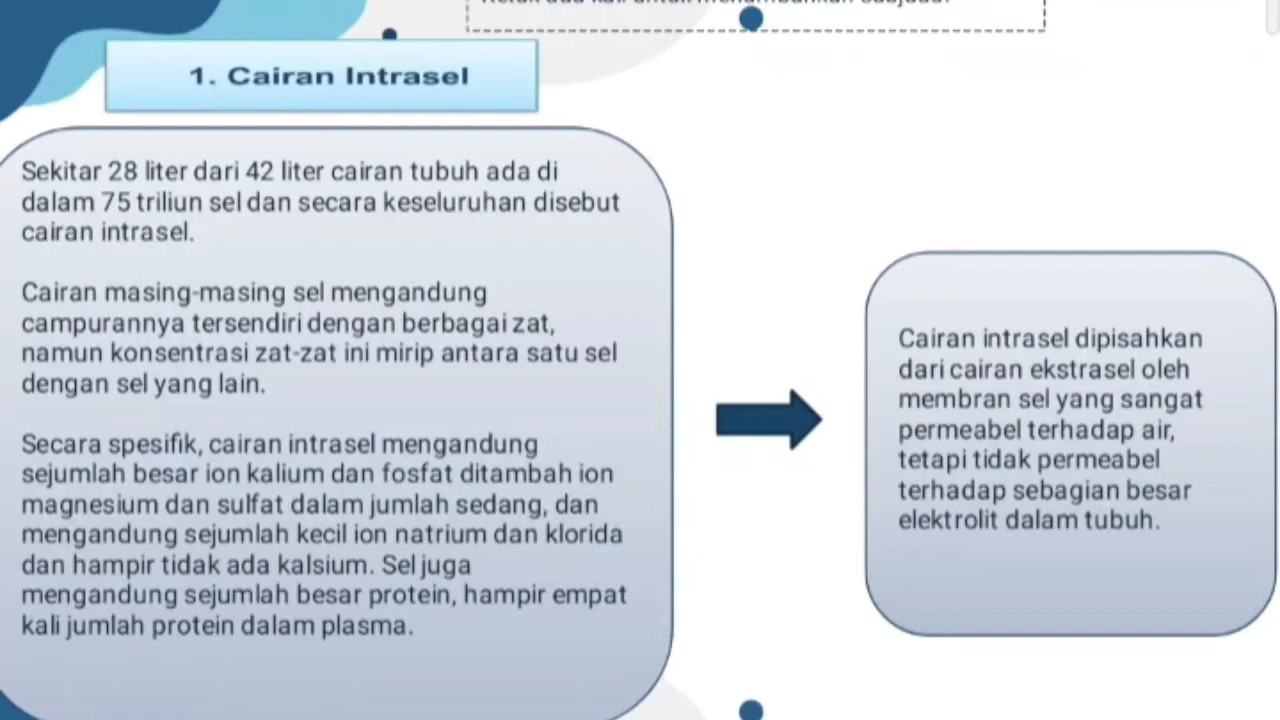 1. Cairan Intrasel
Sekitar 28 liter dari 42 liter cairan tubuh ada di
dalam 75 triliun sel dan secara keseluruhan disebut
cairan intrasel.
Cairan masing-masing sel mengandung
campurannya tersendiri dengan berbagai zat,
namun konsentrasi zat-zat ini mirip antara satu sel
dengan sel yang lain.
Secara spesifik, cairan intrasel mengandung
sejumlah besar ion kalium dan fosfat ditambah ion
magnesium dan sulfat dalam jumlah sedang, dan
mengandung sejumlah kecil ion natrium dan klorida
dan hampir tidak ada kalsium. Sel juga
mengandung sejumlah besar protein, hampir empat
kali jumlah protein dalam plasma.
Cairan intrasel dipisahkan
dari cairan ekstrasel oleh
membran sel yang sangat
permeabel terhadap air,
tetapi tidak permeabel
terhadap sebagian besar
elektrolit dalam tubuh.